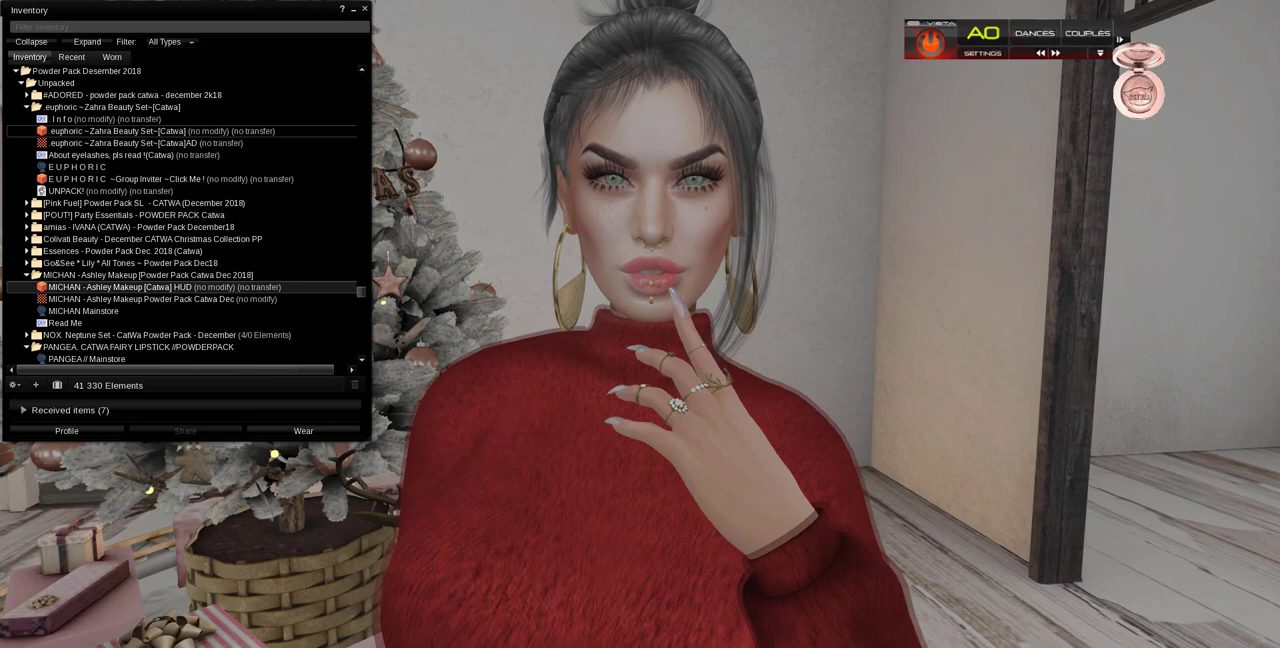 Inventory
?
Filter Inventory
Collapse Expand Filter: All Types
Inventory Recent Worn
Powder Pack Desember 2018
Unpacked
#ADORED - powder pack catwa - december 2k18
.euphoric ~Zahra Beauty Set~[Catwa]
. I n f o (no modify) (no transfer)
.euphoric ~Zahra Beauty Set~[Catwa] (no modify) (no transfer)
.euphoric ~Zahra Beauty Set~[Catwa]AD (no transfer)
About eyelashes, pls read !(Catwa) (no transfer)
E U P H O R I C
E U P H O R I C ~Group Inviter ~Click Me ! (no modify) (no transfer)
UNPACK! (no modify) (no transfer)
[Pink Fuel] Powder Pack SL - CATWA (December 2018)
[POUT!] Party Essentials - POWDER PACK Catwa
amias - IVANA (CATWA) - Powder Pack December18
Colivati Beauty - December CATWA Christmas Collection PP
Essences - Powder Pack Dec. 2018 (Catwa)
Go&See * Lily * All Tones ~ Powder Pack Dec18
MICHAN - Ashley Makeup [Powder Pack Catwa Dec 2018]
MICHAN - Ashley Makeup [Catwa] HUD (no modify) (no transfer)
MICHAN - Ashley Makeup Powder Pack Catwa Dec (no modify)
MICHAN Mainstore
Read Me
NOX. Neptune Set - CatWa Powder Pack - December (4/0 Elements)
PANGEA. CATWA FAIRY LIPSTICK //POWDERPACK
PANGEA // Mainstore
41 330 Elements
Received items (7)
Profile Share Wear
VISTA
AO DANCES COUPLES
SETTINGS
CATWA
AS